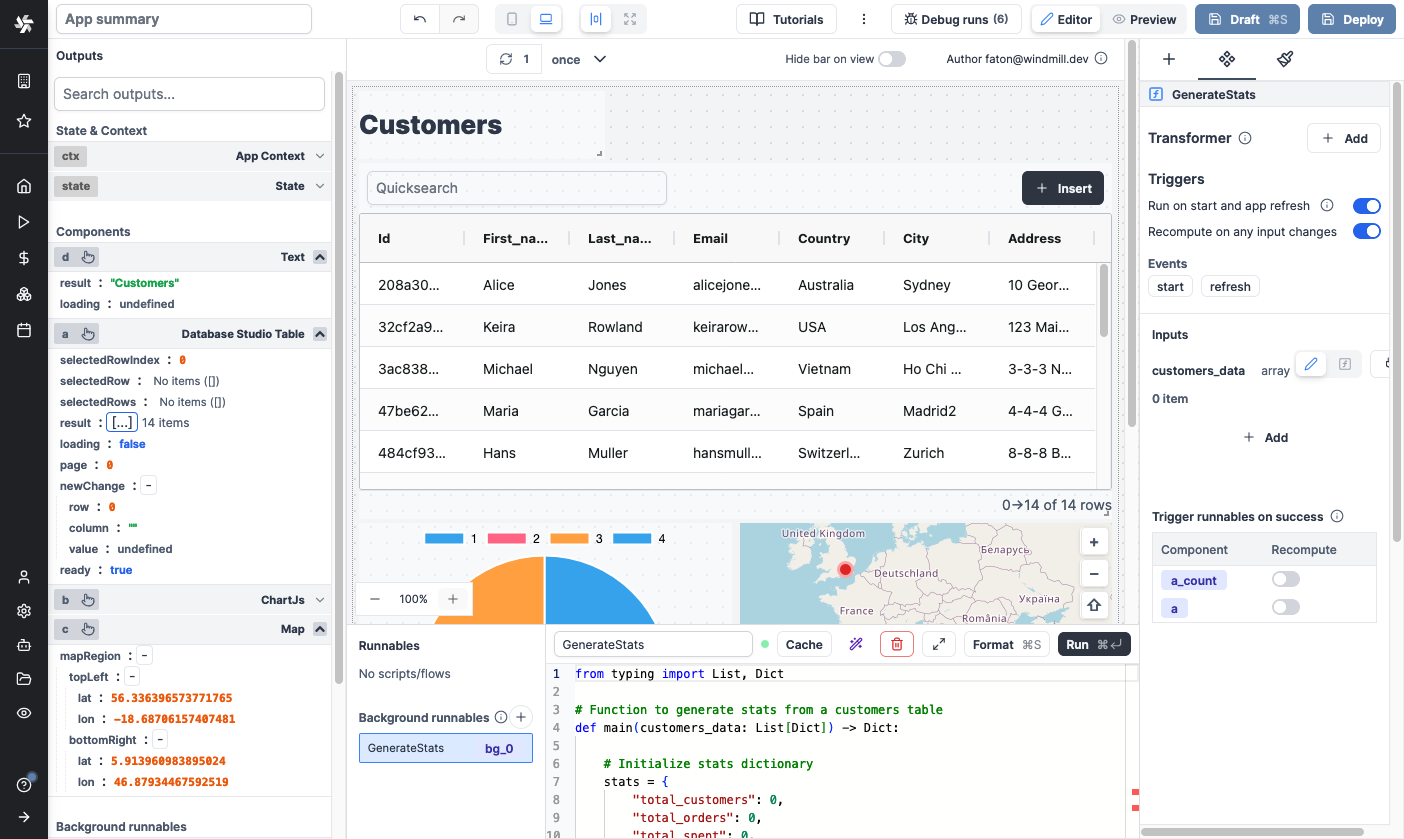 App summary
Tutorials
Debug runs (6)
Editor
Preview
Draft ⌘S
Deploy
Outputs
Search outputs...
State & Context
ctx App Context
state State
Components
d Text
result : "Customers"
loading : undefined
a Database Studio Table
selectedRowIndex : 0
selectedRow : No items ([])
selectedRows : No items ([])
result : [...] 14 items
loading : false
page : 0
newChange : -
row : 0
column : ""
value : undefined
ready : true
b ChartJs
c Map
mapRegion : -
topLeft : -
lat : 56.336396573771765
lon : -18.68706157407481
bottomRight : -
lat : 5.913960983895024
lon : 46.87934467592519
Background runnables
1 once
Hide bar on view
Author faton@windmill.dev
Customers
Quicksearch
+ Insert
Id First_na... Last_na... Email Country City Address
208a30... Alice Jones alicejone... Australia Sydney 10 Geor...
32cf2a9... Keira Rowland keirarow... USA Los Ang... 123 Mai...
3ac838... Michael Nguyen michael... Vietnam Ho Chi ... 3-3-3 N...
47be62... Maria Garcia mariagar... Spain Madrid2 4-4-4 G...
484cf93... Hans Muller hansmull... Switzerl... Zurich 8-8-8 B...
0→14 of 14 rows
1 2 3 4
− 100% +
United Kingdom
Беларусь
Deutschland
Україна
France
România
+
−
Runnables
No scripts/flows
Background runnables
GenerateStats bg_0
GenerateStats
Cache
Format ⌘S
Run ⌘↵
1 from typing import List, Dict
2
3 # Function to generate stats from a customers table
4 def main(customers_data: List[Dict]) -> Dict:
5
6 # Initialize stats dictionary
7 stats = {
8 "total_customers": 0,
9 "total_orders": 0,
10 "total_spent": 0,
GenerateStats
Transformer
+ Add
Triggers
Run on start and app refresh
Recompute on any input changes
Events
start refresh
Inputs
customers_data array
0 item
+ Add
Trigger runnables on success
Component Recompute
a_count
a